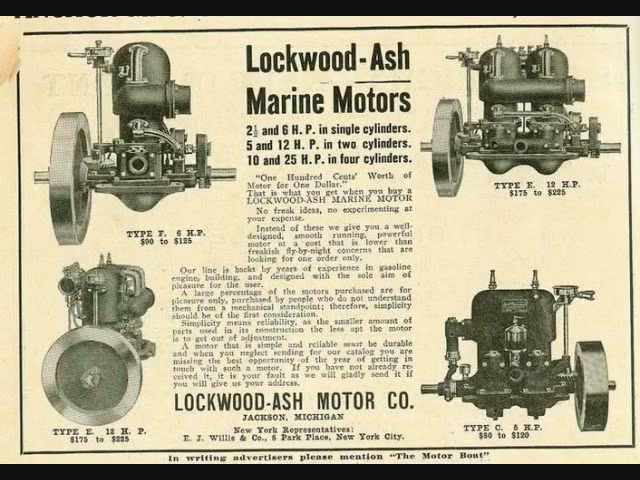 Lockwood-Ash
Marine Motors
2½ and 6 H.P. in single cylinders.
5 and 12 H.P. in two cylinders.
10 and 25 H.P. in four cylinders.
"One Hundred Cents' Worth of
Motor for One Dollar."
That is what you get when you buy a
LOCKWOOD-ASH MARINE MOTOR
No freak ideas, no experimenting at
your expense.
Instead of these we give you a well-
designed, smooth running, powerful
motor at a cost that is lower than
freakish fly-by-night concerns that are
looking for one order only.
Our line is backt by years of experience in gasoline
engine building, and designed with the sole aim of
pleasure for the user.
A large percentage of the motors purchased are for
pleasure only, purchased by people who do not understand
them from a mechanical standpoint; therefore, simplicity
should be of the first consideration.
Simplicity means reliability, as the smaller amount of
parts used in its construction the less apt the motor
is to get out of adjustment.
A motor that is simple and reliable must be durable
and when you neglect sending for our catalog you are
missing the best opportunity of the year of getting in
touch with such a motor. If you have not already re-
ceived it, it is your fault as we will gladly send it if
you will give us your address.
LOCKWOOD-ASH MOTOR CO.
JACKSON, MICHIGAN
New York Representatives:
E. J. Willis & Co., 8 Park Place, New York City.
TYPE F. 6 H.P.
$90 to $125
TYPE E. 12 H.P.
$175 to $225
TYPE E. 12 H. P.
$175 to $225
TYPE C. 5 H.P.
$80 to $120
In writing advertisers please mention "The Motor Boat"